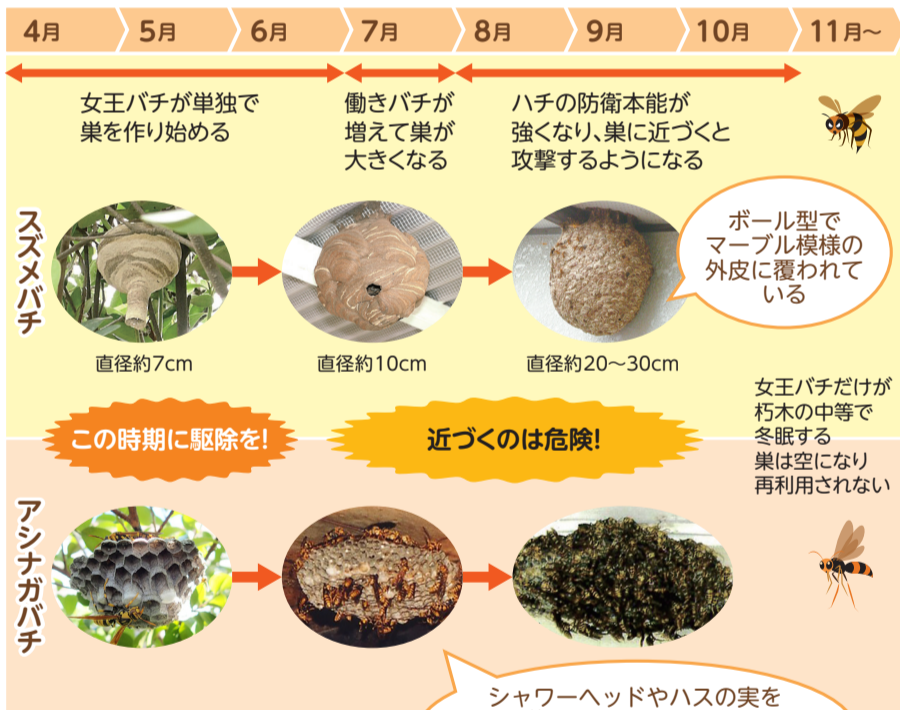 4月 5月 6月 7月 8月 9月 10月 11月～
女王バチが単独で
巣を作り始める
働きバチが
増えて巣が
大きくなる
ハチの防衛本能が
強くなり、巣に近づくと
攻撃するようになる
スズメバチ
ボール型で
マーブル模様の
外皮に覆われて
いる
直径約7cm
直径約10cm
直径約20～30cm
この時期に駆除を!
近づくのは危険!
女王バチだけが
朽木の中等で
冬眠する
巣は空になり
再利用されない
アシナガバチ
シャワーヘッドやハスの実を